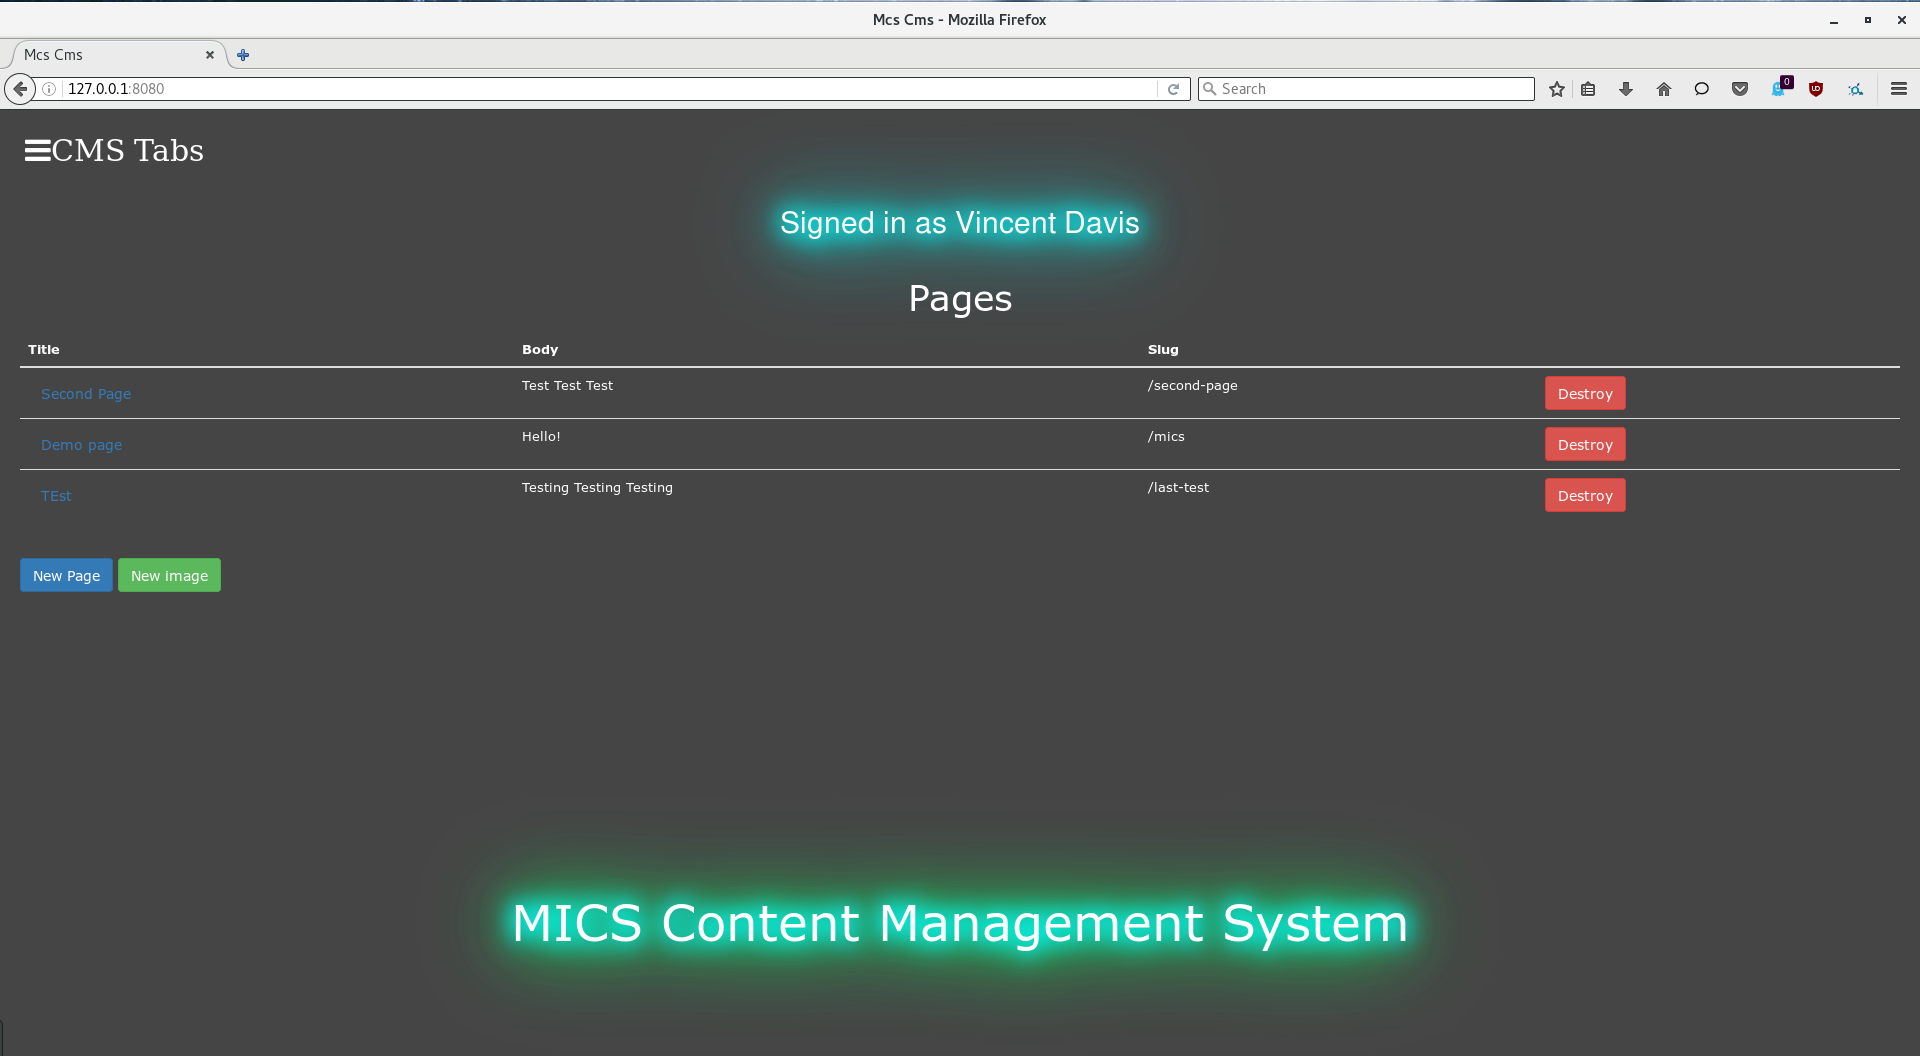 Mcs Cms - Mozilla Firefox
Mcs Cms
127.0.0.1:8080
Search
0
CMS Tabs
Signed in as Vincent Davis
Pages
Title Body Slug
Second Page Test Test Test /second-page Destroy
Demo page Hello! /mics Destroy
TEst Testing Testing Testing /last-test Destroy
New Page New image
MICS Content Management System